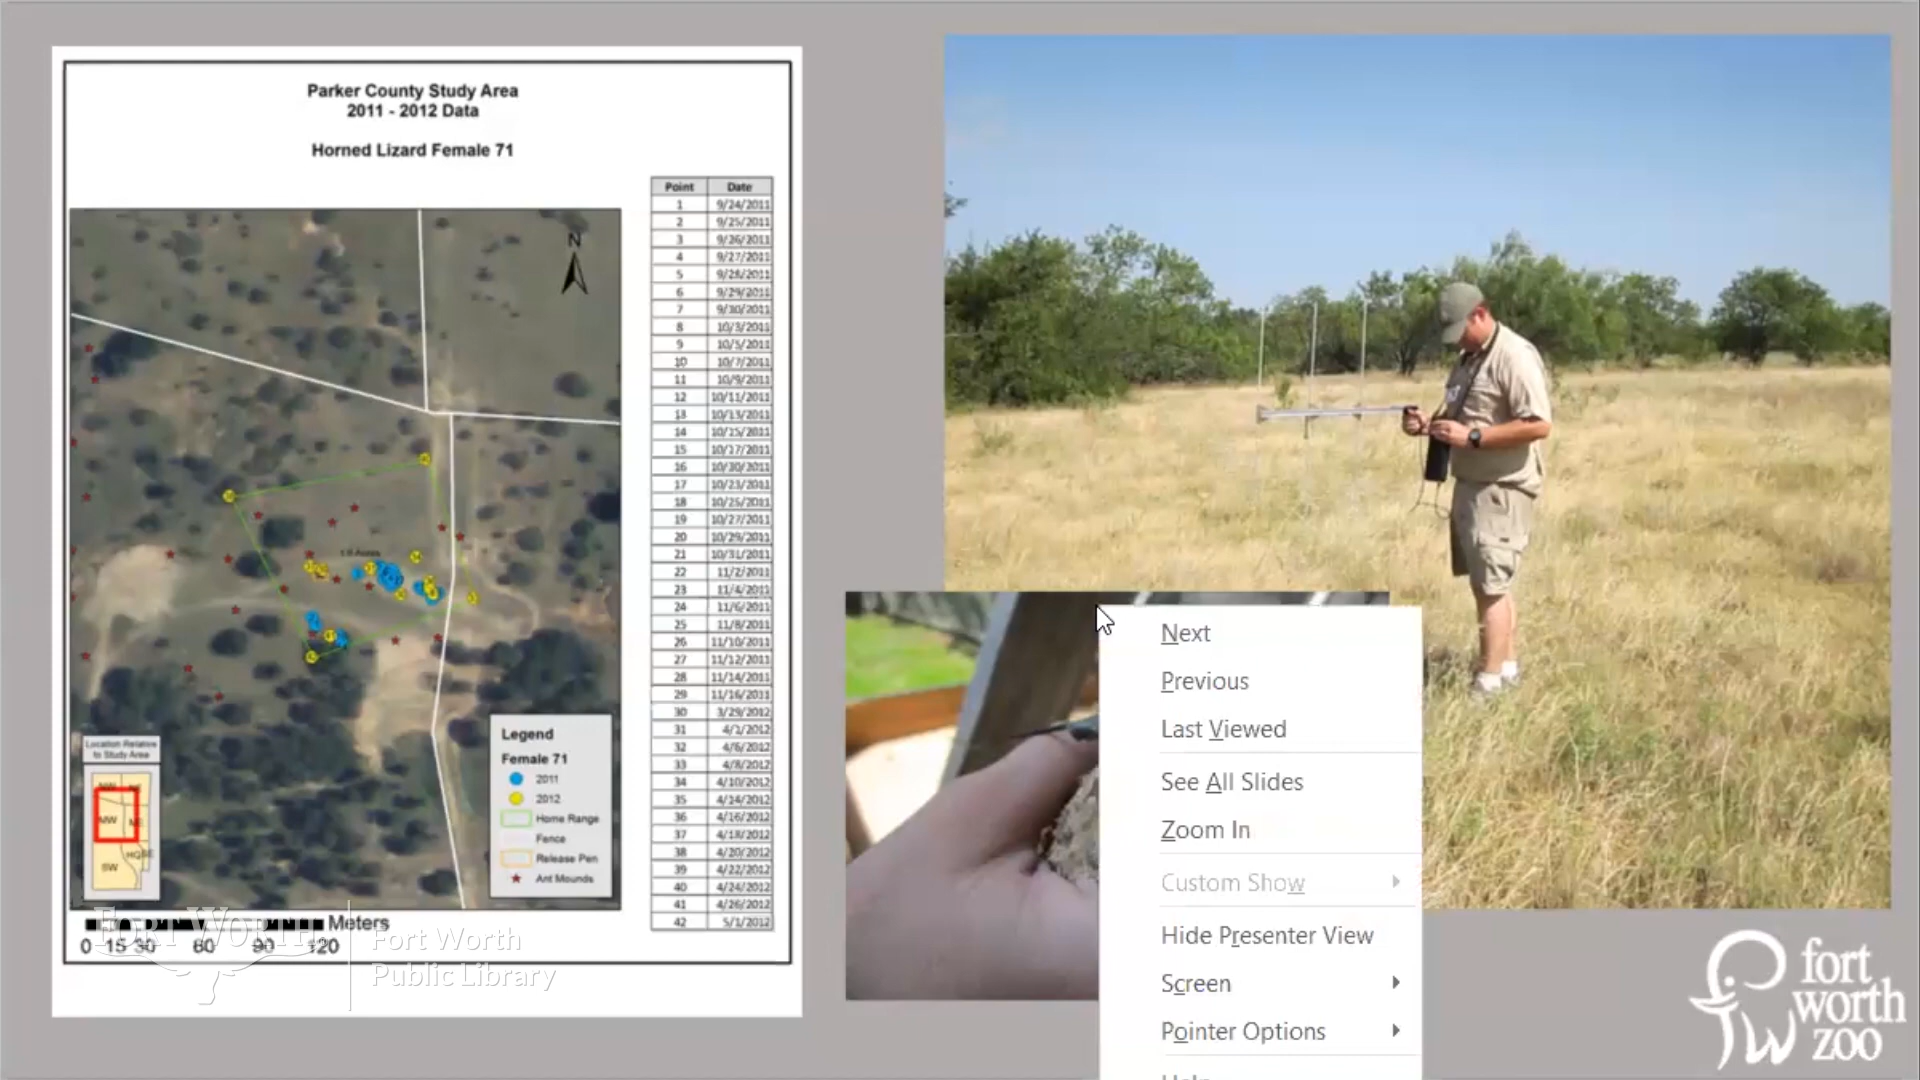 Parker County Study Area
2011 - 2012 Data
Horned Lizard Female 71
Point Date
1 9/24/2011
2 9/25/2011
3 9/26/2011
4 9/27/2011
5 9/28/2011
6 9/29/2011
7 9/30/2011
8 10/3/2011
9 10/5/2011
10 10/7/2011
11 10/9/2011
12 10/11/2011
13 10/13/2011
14 10/15/2011
15 10/17/2011
16 10/20/2011
17 10/23/2011
18 10/25/2011
19 10/27/2011
20 10/29/2011
21 10/31/2011
22 11/2/2011
23 11/4/2011
24 11/6/2011
25 11/8/2011
26 11/10/2011
27 11/12/2011
28 11/14/2011
29 11/16/2011
30 3/29/2012
31
32 4/6/2012
33 4/8/2012
34 4/10/2012
35 4/14/2012
36 4/16/2012
37 4/18/2012
38 4/20/2012
39 4/22/2012
40 4/24/2012
41 4/26/2012
42 5/1/2012
N
Acres
Legend
Female 71
2011
2012
Home Range
Fence
Release Pen
Ant Mounds
Location Relative
to Study Area
NW
SW
Meters
0 15 30 60 90 120
FORT WORTH
Fort Worth
Public Library
Next
Previous
Last Viewed
See All Slides
Zoom In
Custom Show
Hide Presenter View
Screen
Pointer Options
fort
worth
zoo